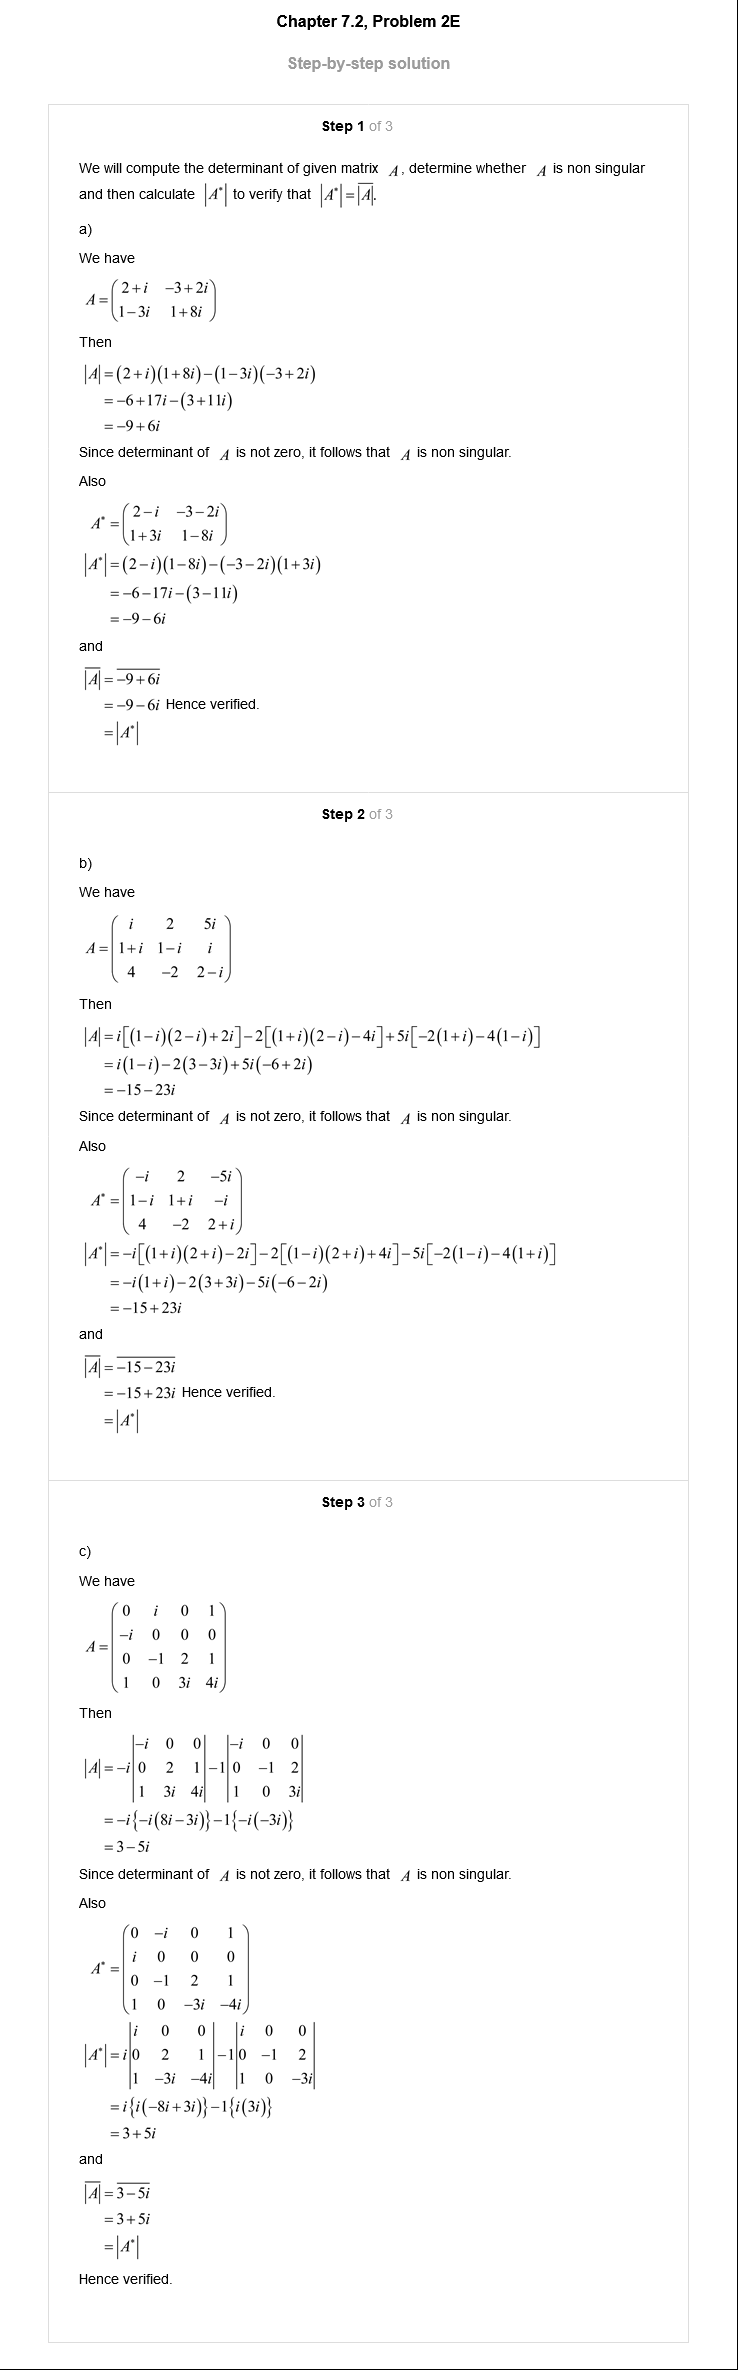 Chapter 7.2, Problem 2E
Step-by-step solution
Step 1 of 3
We will compute the determinant of given matrix A, determine whether A is non singular
and then calculate |A*| to verify that |A*| = \overline{|A|}.
a)
We have
A = \begin{pmatrix} 2+i & -3+2i \\ 1-3i & 1+8i \end{pmatrix}
Then
|A| = (2+i)(1+8i)-(1-3i)(-3+2i)
= -6+17i-(3+11i)
= -9+6i
Since determinant of A is not zero, it follows that A is non singular.
Also
A* = \begin{pmatrix} 2-i & -3-2i \\ 1+3i & 1-8i \end{pmatrix}
|A*| = (2-i)(1-8i)-(-3-2i)(1+3i)
= -6-17i-(3-11i)
= -9-6i
and
\overline{|A|} = \overline{-9+6i}
= -9-6i Hence verified.
= |A*|
Step 2 of 3
b)
We have
A = \begin{pmatrix} i & 2 & 5i \\ 1+i & 1-i & i \\ 4 & -2 & 2-i \end{pmatrix}
Then
|A| = i[(1-i)(2-i)+2i]-2[(1+i)(2-i)-4i]+5i[-2(1+i)-4(1-i)]
= i(1-i)-2(3-3i)+5i(-6+2i)
= -15-23i
Since determinant of A is not zero, it follows that A is non singular.
Also
A* = \begin{pmatrix} -i & 2 & -5i \\ 1-i & 1+i & -i \\ 4 & -2 & 2+i \end{pmatrix}
|A*| = -i[(1+i)(2+i)-2i]-2[(1-i)(2+i)+4i]-5i[-2(1-i)-4(1+i)]
= -i(1+i)-2(3+3i)-5i(-6-2i)
= -15+23i
and
\overline{|A|} = \overline{-15-23i}
= -15+23i Hence verified.
= |A*|
Step 3 of 3
c)
We have
A = \begin{pmatrix} 0 & i & 0 & 1 \\ -i & 0 & 0 & 0 \\ 0 & -1 & 2 & 1 \\ 1 & 0 & 3i & 4i \end{pmatrix}
Then
|A| = -i \begin{vmatrix} -i & 0 & 0 \\ 0 & 2 & 1 \\ 1 & 3i & 4i \end{vmatrix} -1 \begin{vmatrix} -i & 0 & 0 \\ 0 & -1 & 2 \\ 1 & 0 & 3i \end{vmatrix}
= -i{-i(8i-3i)}-1{-i(-3i)}
= 3-5i
Since determinant of A is not zero, it follows that A is non singular.
Also
A* = \begin{pmatrix} 0 & -i & 0 & 1 \\ i & 0 & 0 & 0 \\ 0 & -1 & 2 & 1 \\ 1 & 0 & -3i & -4i \end{pmatrix}
|A*| = i \begin{vmatrix} i & 0 & 0 \\ 0 & 2 & 1 \\ 1 & -3i & -4i \end{vmatrix} -1 \begin{vmatrix} i & 0 & 0 \\ 0 & -1 & 2 \\ 1 & 0 & -3i \end{vmatrix}
= i{i(-8i+3i)}-1{i(3i)}
= 3+5i
and
\overline{|A|} = \overline{3-5i}
= 3+5i
= |A*|
Hence verified.